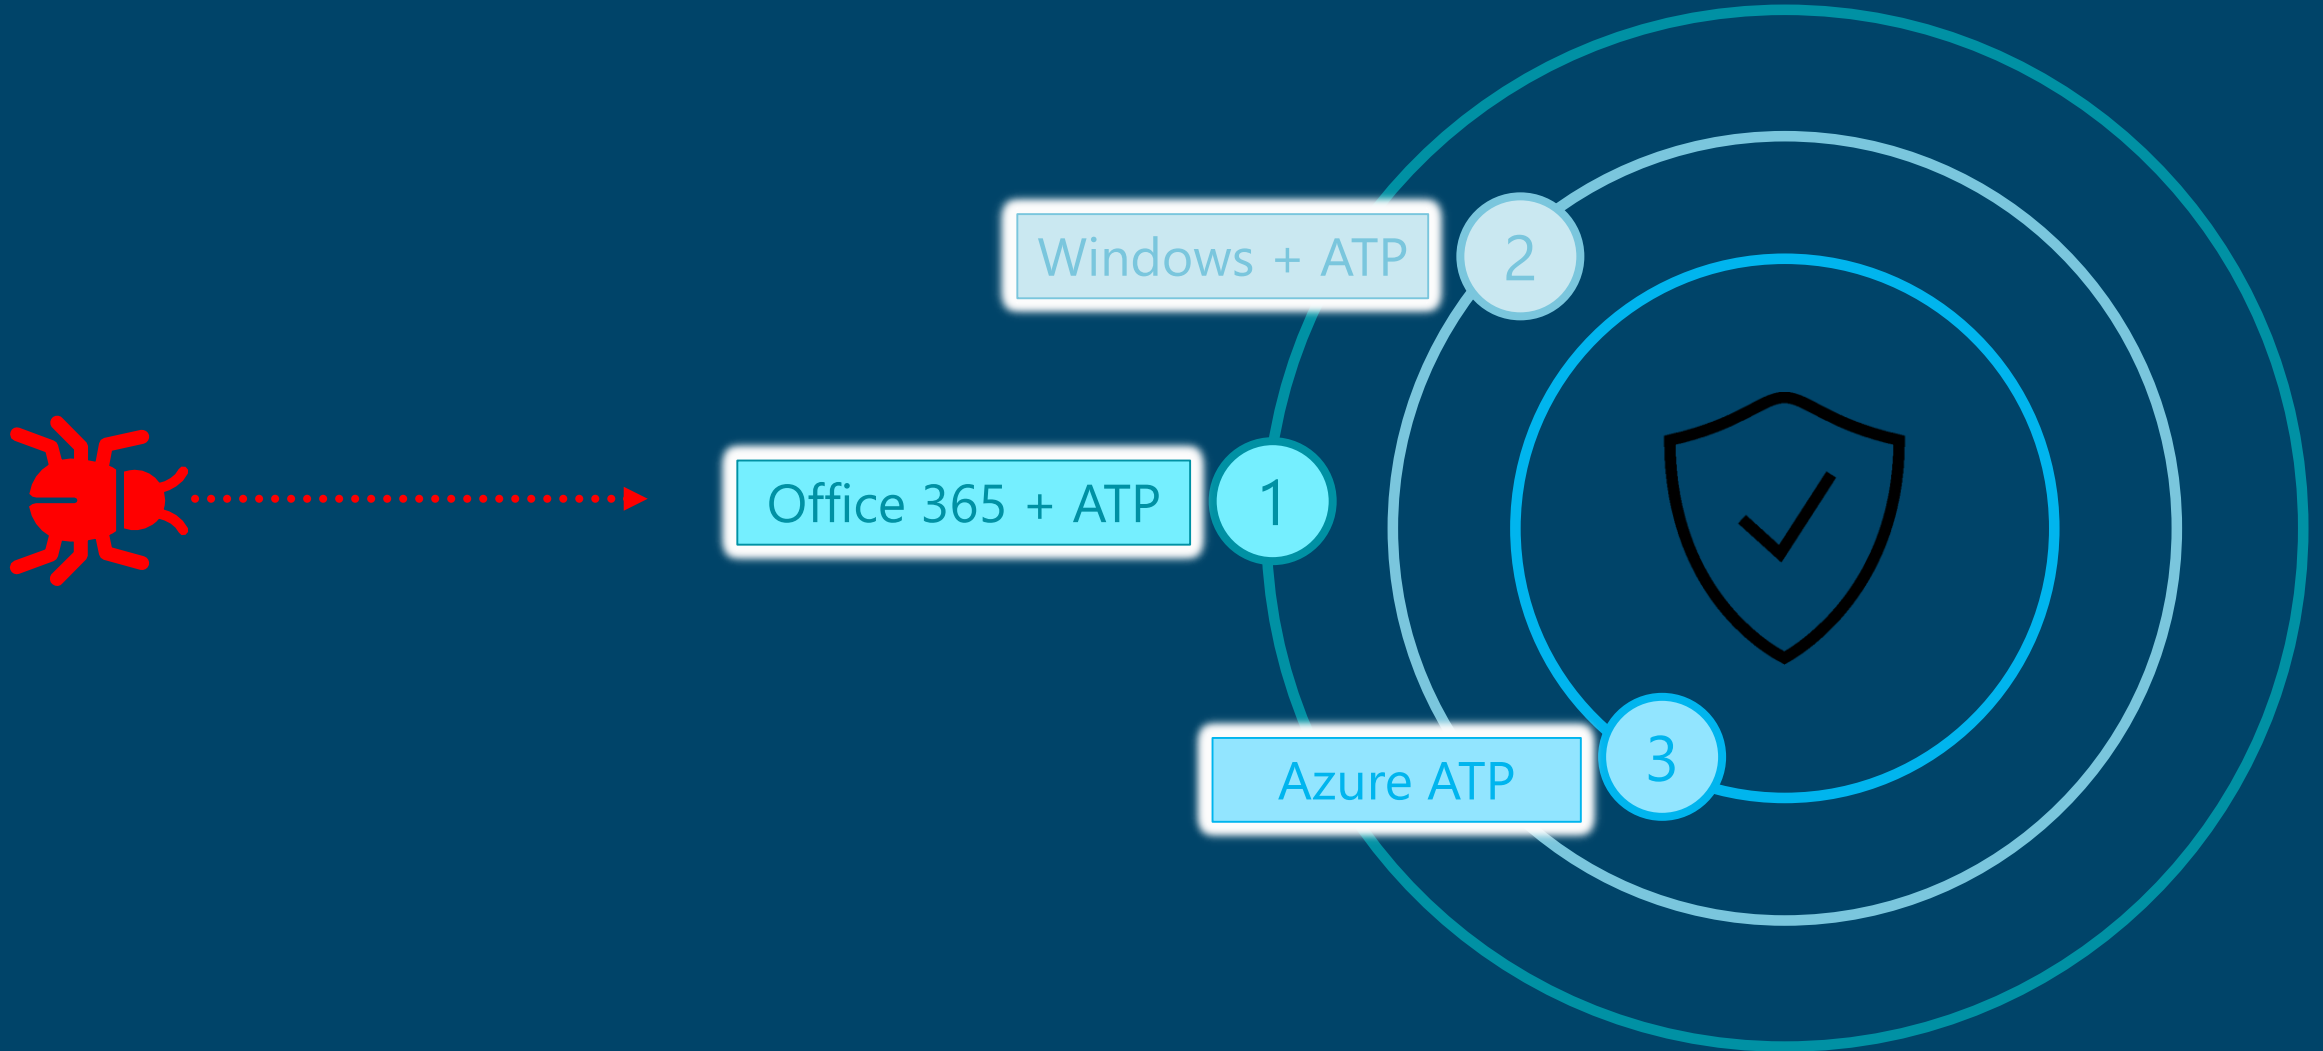 Windows + ATP
2
Office 365 + ATP
1
Azure ATP
3